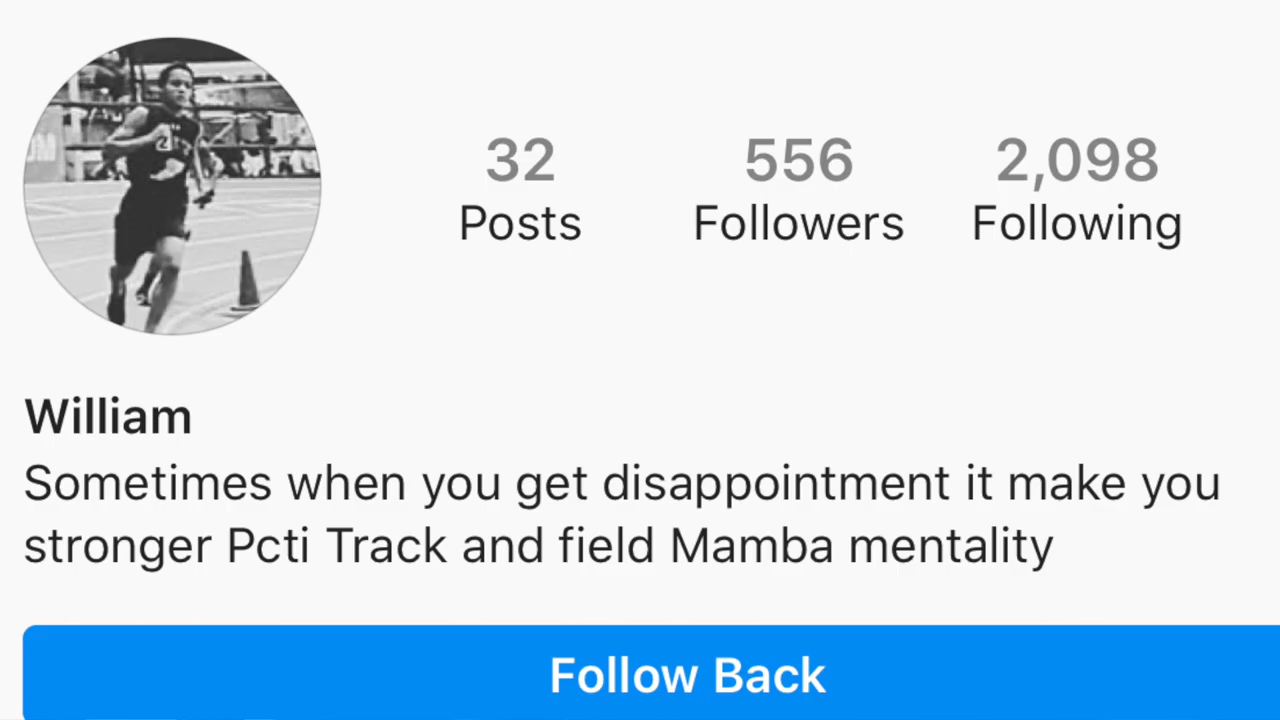 32
556
2,098
Posts
Followers
Following
William
Sometimes when you get disappointment it make you
stronger Pcti Track and field Mamba mentality
Follow Back